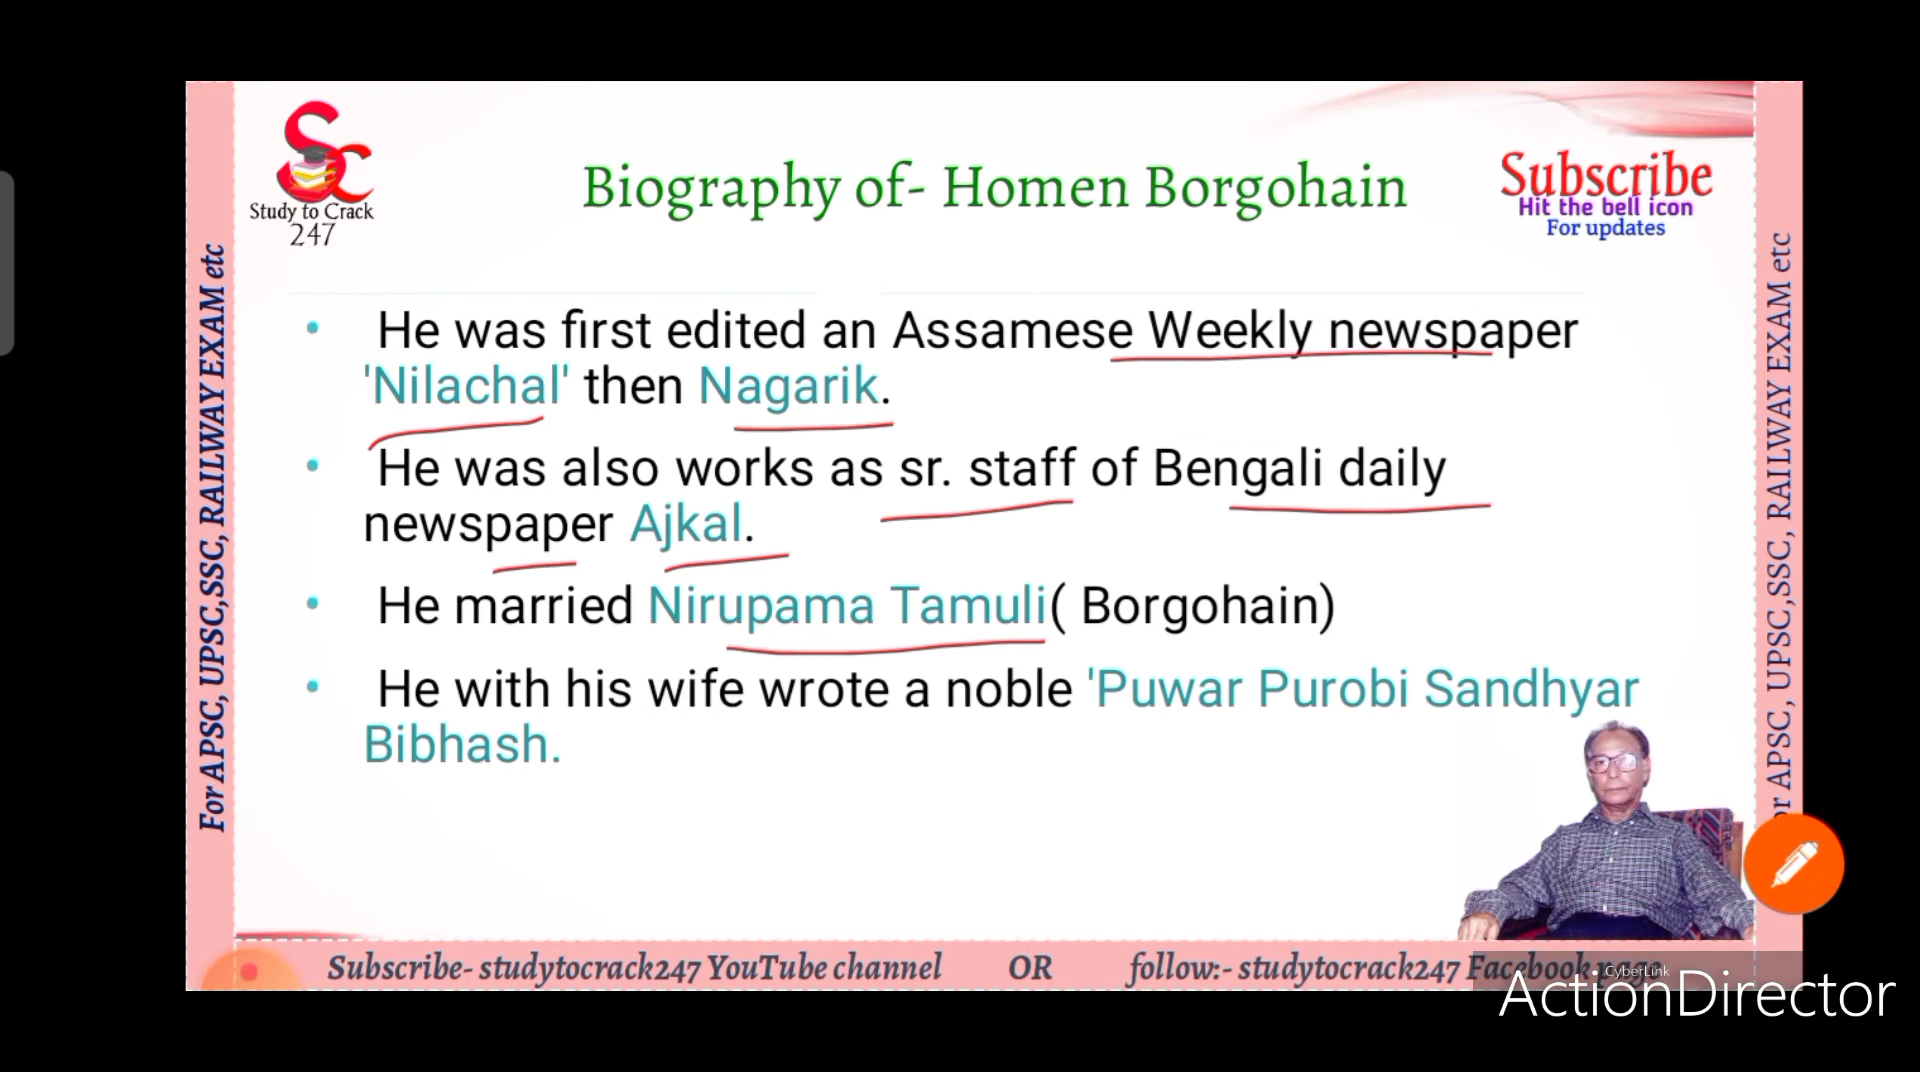 Study to Crack
247
Biography of- Homen Borgohain
Subscribe
Hit the bell icon
For updates
For APSC, UPSC,SSC, RAILWAY EXAM etc
• He was first edited an Assamese Weekly newspaper
'Nilachal' then Nagarik.
• He was also works as sr. staff of Bengali daily
newspaper Ajkal.
• He married Nirupama Tamuli( Borgohain)
• He with his wife wrote a noble 'Puwar Purobi Sandhyar
Bibhash.
APSC, UPSC,SSC, RAILWAY EXAM etc
Subscribe- studytocrack247 YouTube channel OR follow:- studytocrack247 Facebook page
CyberLink
ActionDirector